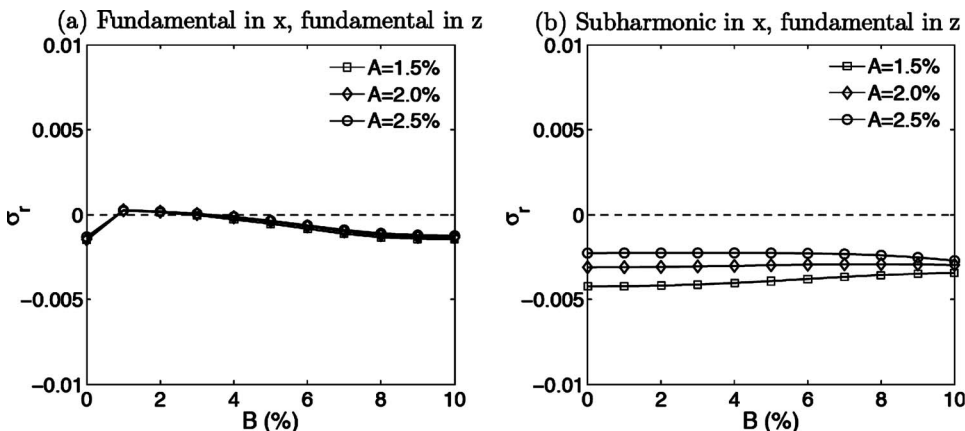 (a) Fundamental in x, fundamental in z
0.01
0.005
0
−0.005
−0.01
σr
A=1.5%
A=2.0%
A=2.5%
0 2 4 6 8 10
B (%)
(b) Subharmonic in x, fundamental in z
0.01
0.005
0
−0.005
−0.01
σr
A=1.5%
A=2.0%
A=2.5%
0 2 4 6 8 10
B (%)